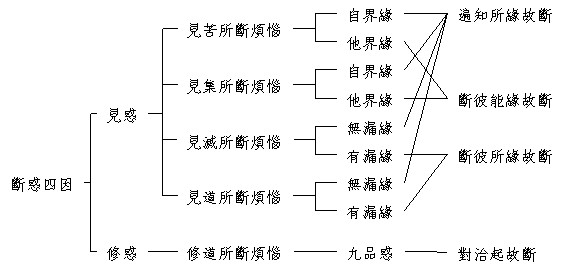 見苦所斷煩惱 自界緣 遍知所緣故斷
他界緣
見集所斷煩惱 自界緣
他界緣 斷彼能緣故斷
見惑
見滅所斷煩惱 無漏緣
有漏緣 斷彼所緣故斷
斷惑四因
見道所斷煩惱 無漏緣
有漏緣
修惑 修道所斷煩惱 九品惑 對治起故斷